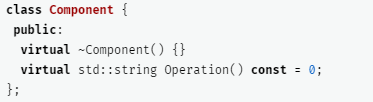 class Component {
 public:
  virtual ~Component() {}
  virtual std::string Operation() const = 0;
};